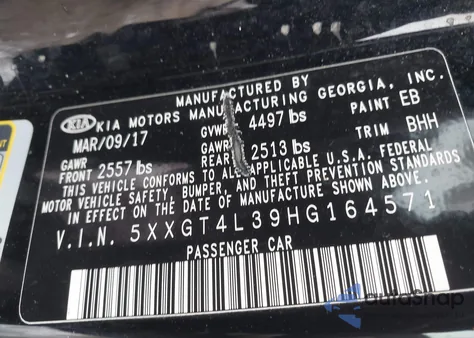 MANUFACTURED BY
KIA KIA MOTORS MANUFACTURING GEORGIA, INC.
MAR/09/17 GVWR 4497 lbs PAINT EB
GAWR FRONT 2557 lbs GAWR REAR 2513 lbs TRIM BHH
THIS VEHICLE CONFORMS TO ALL APPLICABLE U.S.A. FEDERAL
MOTOR VEHICLE SAFETY, BUMPER, AND THEFT PREVENTION STANDARDS
IN EFFECT ON THE DATE OF MANUFACTURE SHOWN ABOVE.
V.I.N. 5XXGT4L39HG164571
PASSENGER CAR
autoSnap